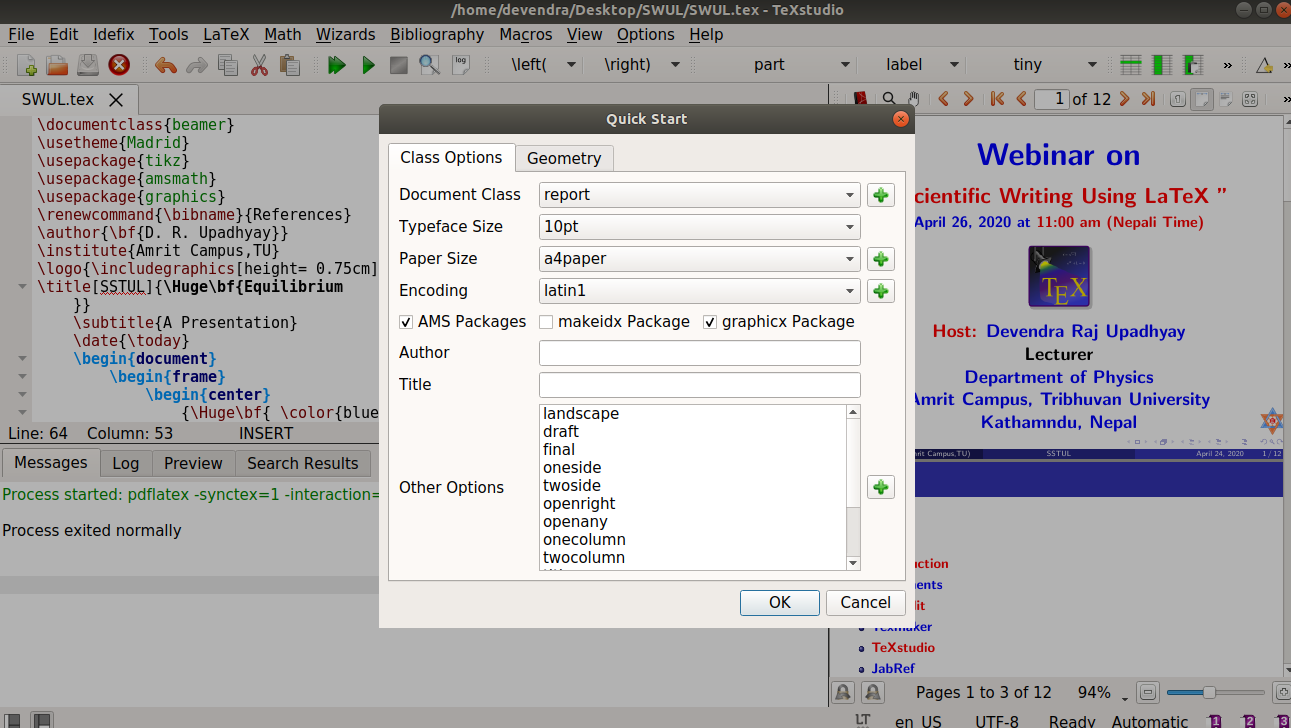 /home/devendra/Desktop/SWUL/SWUL.tex - TeXstudio
File Edit Idefix Tools LaTeX Math Wizards Bibliography Macros View Options Help
log \left( \right) part label tiny » »
SWUL.tex
1 of 12 »
\documentclass{beamer}
\usetheme{Madrid}
\usepackage{tikz}
\usepackage{amsmath}
\usepackage{graphics}
\renewcommand{\bibname}{References}
\author{\bf{D. R. Upadhyay}}
\institute{Amrit Campus,TU}
\logo{\includegraphics[height= 0.75cm]
\title[SSTUL]{\Huge\bf{Equilibrium
}}
\subtitle{A Presentation}
\date{\today}
\begin{document}
\begin{frame}
\begin{center}
{\Huge\bf{ \color{blue
Line: 64 Column: 53 INSERT
Messages Log Preview Search Results
Process started: pdflatex -synctex=1 -interaction=
Process exited normally
Quick Start
Class Options Geometry
Document Class report
Typeface Size 10pt
Paper Size a4paper
Encoding latin1
AMS Packages makeidx Package graphicx Package
Author
Title
Other Options
landscape
draft
final
oneside
twoside
openright
openany
onecolumn
twocolumn
OK Cancel
Webinar on
cientific Writing Using LaTeX "
April 26, 2020 at 11:00 am (Nepali Time)
TEX
Host: Devendra Raj Upadhyay
Lecturer
Department of Physics
Amrit Campus, Tribhuvan University
Kathamndu, Nepal
rit Campus,TU) SSTUL April 24, 2020 1 / 12
uction
ents
it
Texmaker
TeXstudio
JabRef
Pages 1 to 3 of 12 94%
LT en_US UTF-8 Ready Automatic 1 2 3